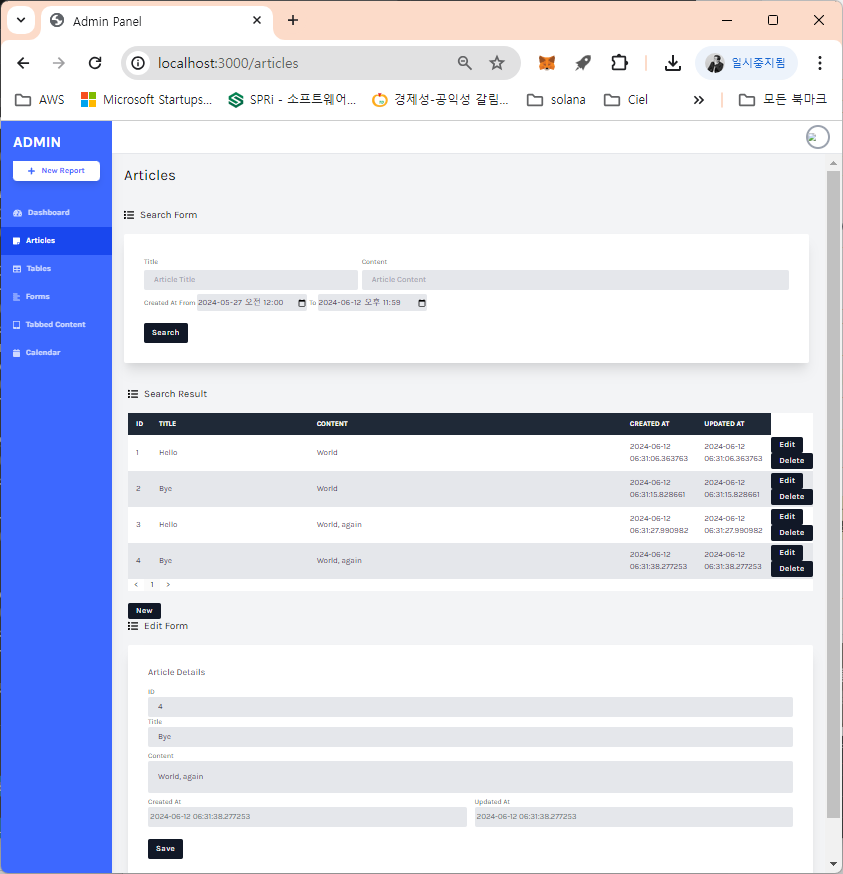 Admin Panel
localhost:3000/articles
일시중지됨
AWS
Microsoft Startups...
SPRi - 소프트웨어...
경제성-공익성 갈림...
solana
Ciel
모든 북마크
ADMIN
New Report
Dashboard
Articles
Tables
Forms
Tabbed Content
Calendar
Articles
Search Form
Title Content
Article Title Article Content
Created At From 2024-05-27 오전 12:00 To 2024-06-12 오후 11:59
Search
Search Result
ID TITLE CONTENT CREATED AT UPDATED AT
1 Hello World 2024-06-12 06:31:06.363763 2024-06-12 06:31:06.363763 Edit Delete
2 Bye World 2024-06-12 06:31:15.828661 2024-06-12 06:31:15.828661 Edit Delete
3 Hello World, again 2024-06-12 06:31:27.990982 2024-06-12 06:31:27.990982 Edit Delete
4 Bye World, again 2024-06-12 06:31:38.277253 2024-06-12 06:31:38.277253 Edit Delete
< 1 >
New
Edit Form
Article Details
ID
4
Title
Bye
Content
World, again
Created At Updated At
2024-06-12 06:31:38.277253 2024-06-12 06:31:38.277253
Save